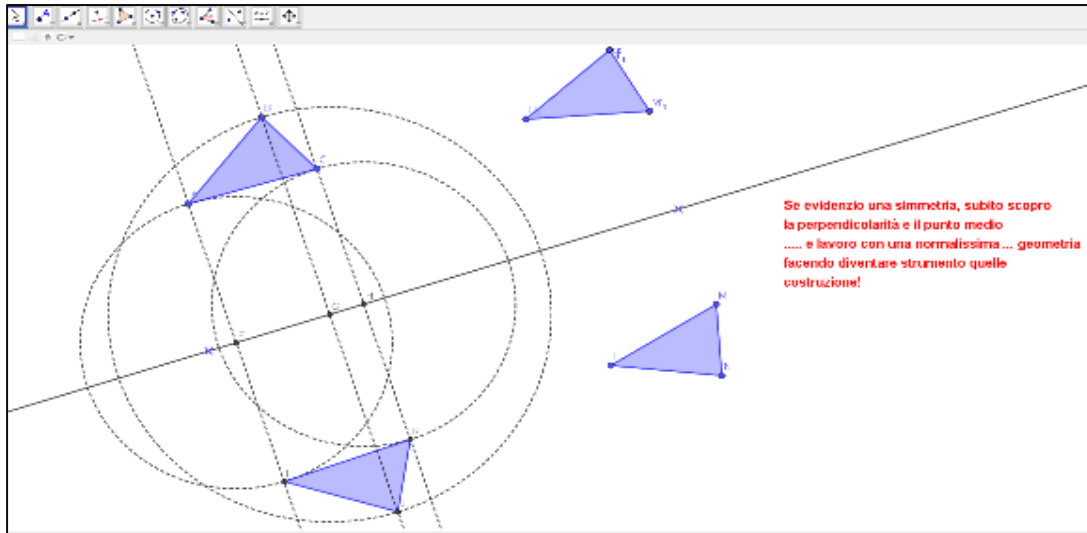 B
C
M
Se evidenzio una simmetria, subito scopro
la perpendicolarità e il punto medio
..... e lavoro con una normalissima ... geometria
facendo diventare strumento quelle
costruzione!